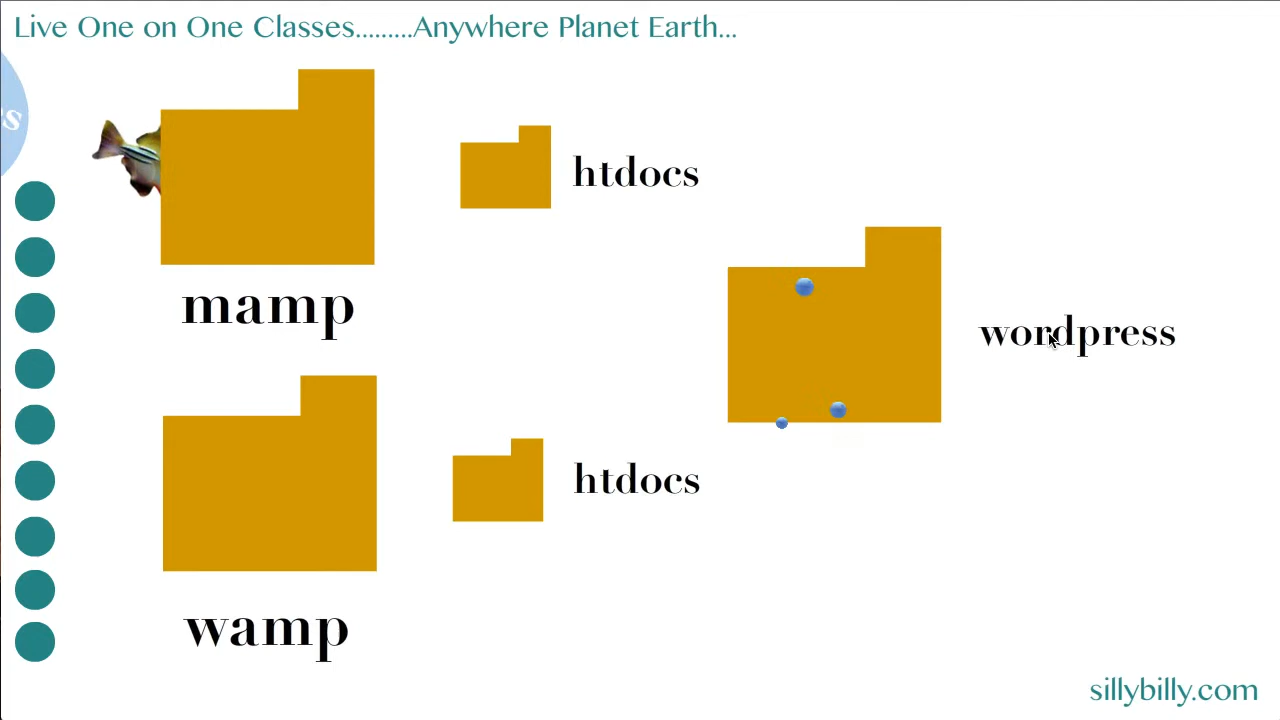 Live One on One Classes.........Anywhere Planet Earth...
htdocs
mamp
wordpress
htdocs
wamp
sillybilly.com